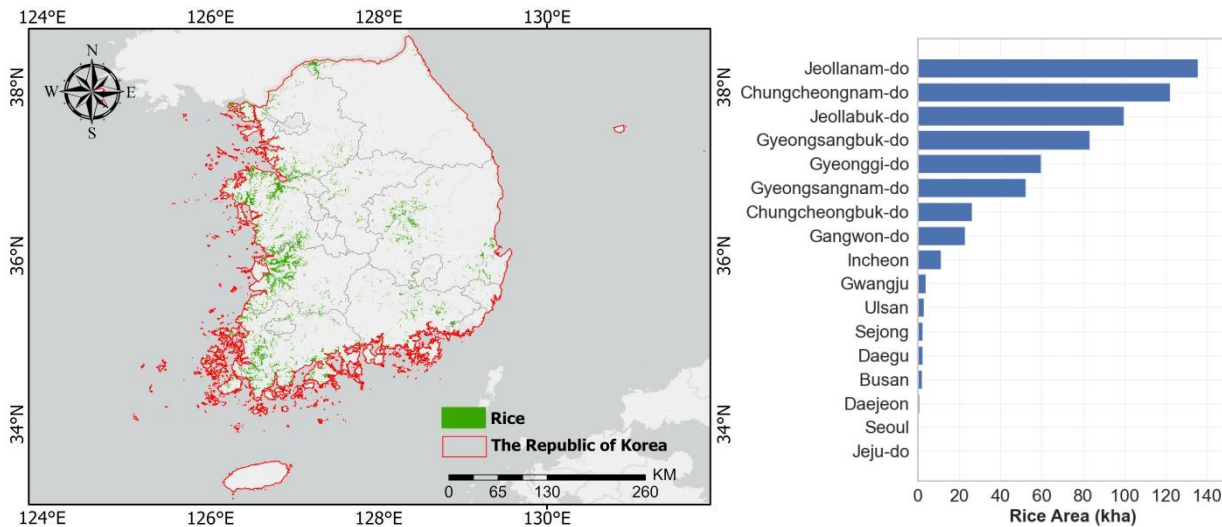 124°E
126°E
128°E
130°E
38°N
36°N
34°N
N
W
E
S
38°N
36°N
34°N
Rice
The Republic of Korea
KM
0 65 130 260
124°E
126°E
128°E
130°E
Jeollanam-do
Chungcheongnam-do
Jeollabuk-do
Gyeongsangbuk-do
Gyeonggi-do
Gyeongsangnam-do
Chungcheongbuk-do
Gangwon-do
Incheon
Gwangju
Ulsan
Sejong
Daegu
Busan
Daejeon
Seoul
Jeju-do
0 20 40 60 80 100 120 140
Rice Area (kha)